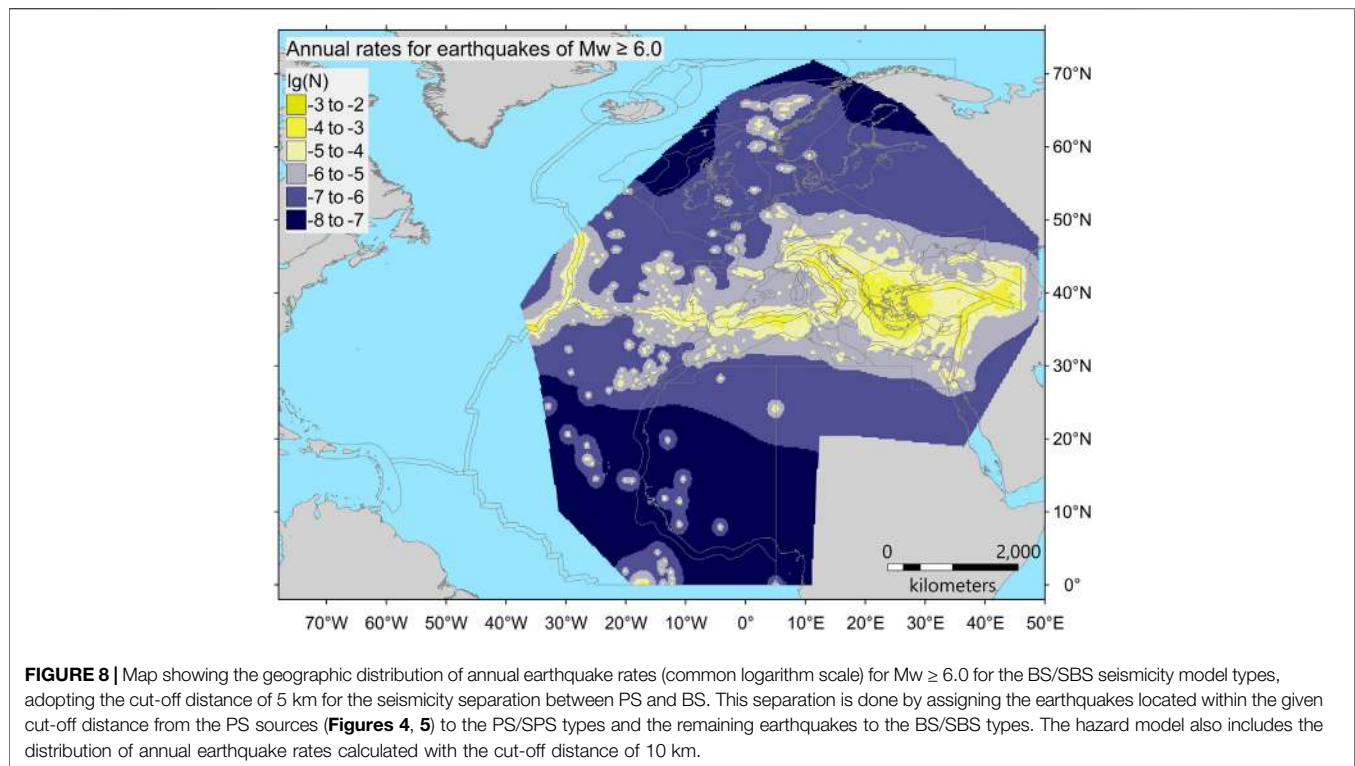 Annual rates for earthquakes of Mw ≥ 6.0
lg(N)
-3 to -2
-4 to -3
-5 to -4
-6 to -5
-7 to -6
-8 to -7
70°N
60°N
50°N
40°N
30°N
20°N
10°N
0°
0 2,000
kilometers
70°W 60°W 50°W 40°W 30°W 20°W 10°W 0° 10°E 20°E 30°E 40°E 50°E
FIGURE 8 | Map showing the geographic distribution of annual earthquake rates (common logarithm scale) for Mw ≥ 6.0 for the BS/SBS seismicity model types,
adopting the cut-off distance of 5 km for the seismicity separation between PS and BS. This separation is done by assigning the earthquakes located within the given
cut-off distance from the PS sources (Figures 4, 5) to the PS/SPS types and the remaining earthquakes to the BS/SBS types. The hazard model also includes the
distribution of annual earthquake rates calculated with the cut-off distance of 10 km.